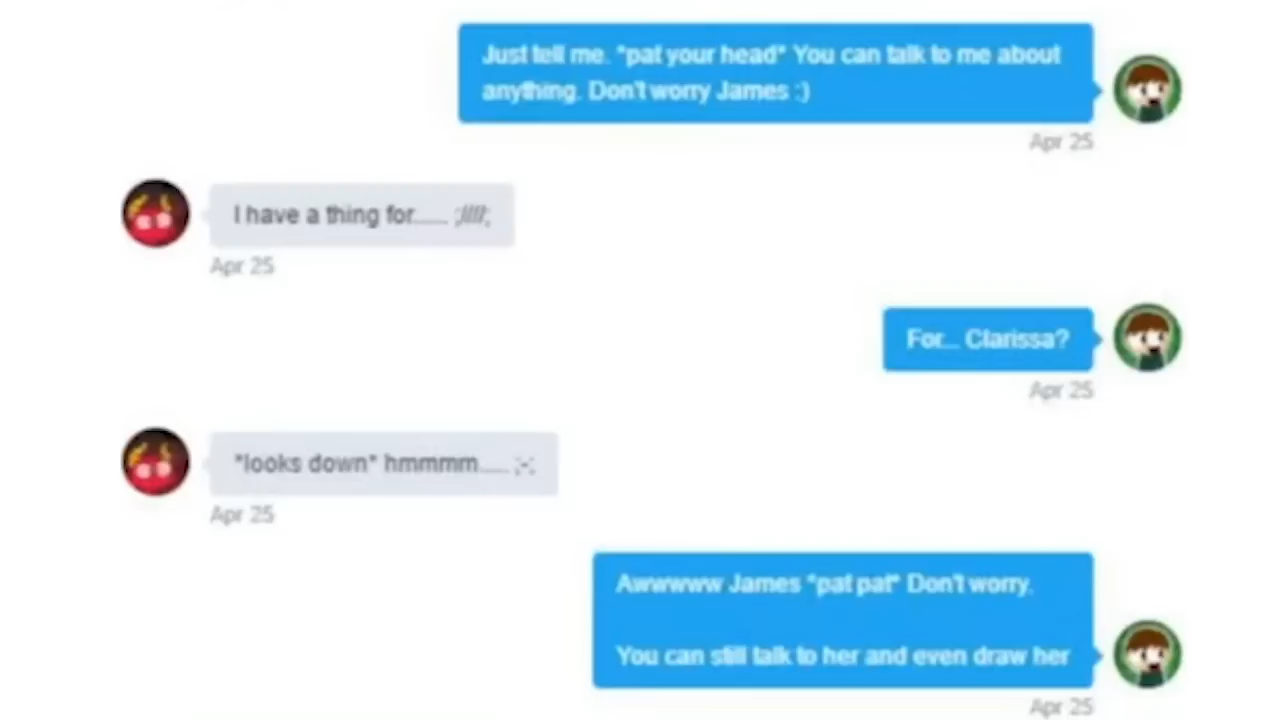 Just tell me. *pat your head* You can talk to me about
anything. Don't worry James :)
Apr 25
I have a thing for...... ;////;
Apr 25
For... Clarissa?
Apr 25
*looks down* hmmmm..... ;-;
Apr 25
Awwwww James *pat pat* Don't worry.
You can still talk to her and even draw her
Apr 25